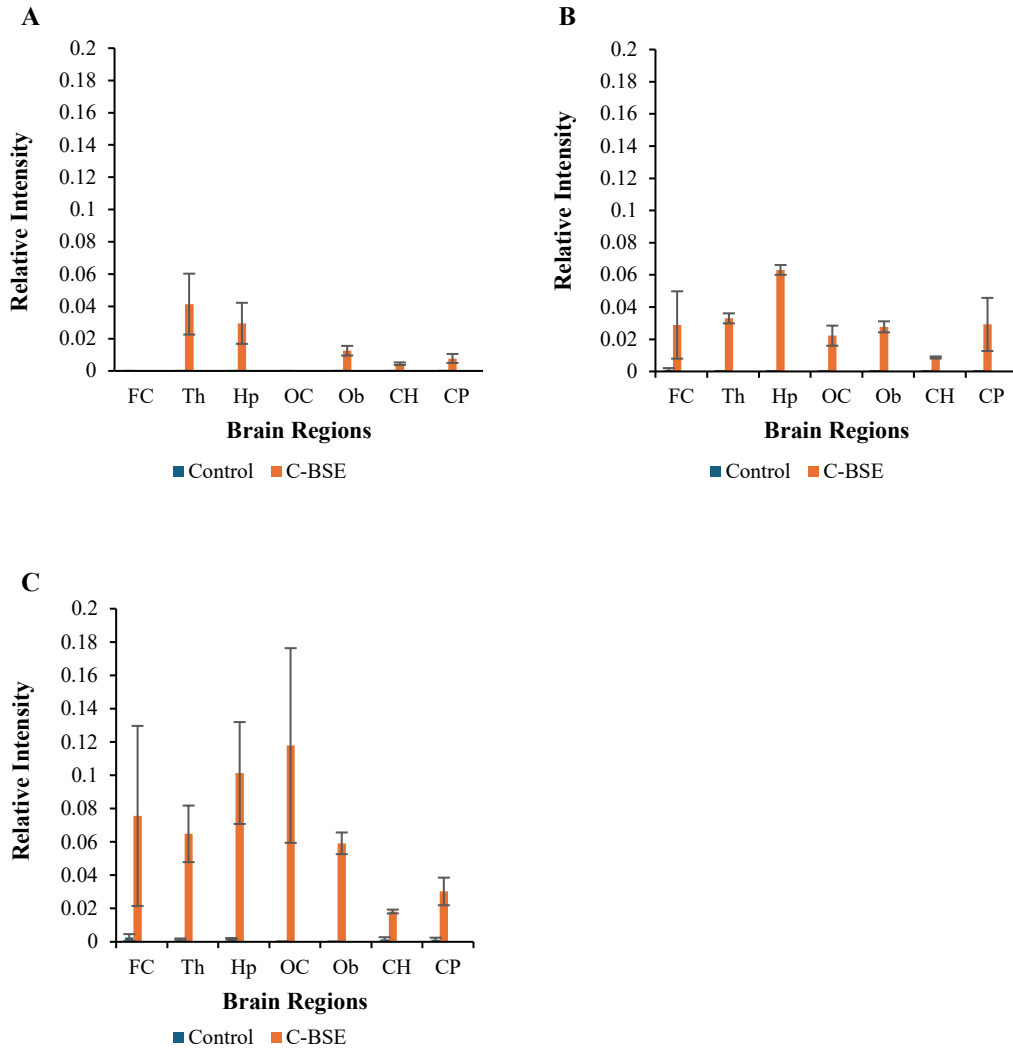 A
Relative Intensity
0.2
0.18
0.16
0.14
0.12
0.1
0.08
0.06
0.04
0.02
0
FC Th Hp OC Ob CH CP
Brain Regions
Control C-BSE
B
Relative Intensity
0.2
0.18
0.16
0.14
0.12
0.1
0.08
0.06
0.04
0.02
0
FC Th Hp OC Ob CH CP
Brain Regions
Control C-BSE
C
Relative Intensity
0.2
0.18
0.16
0.14
0.12
0.1
0.08
0.06
0.04
0.02
0
FC Th Hp OC Ob CH CP
Brain Regions
Control C-BSE